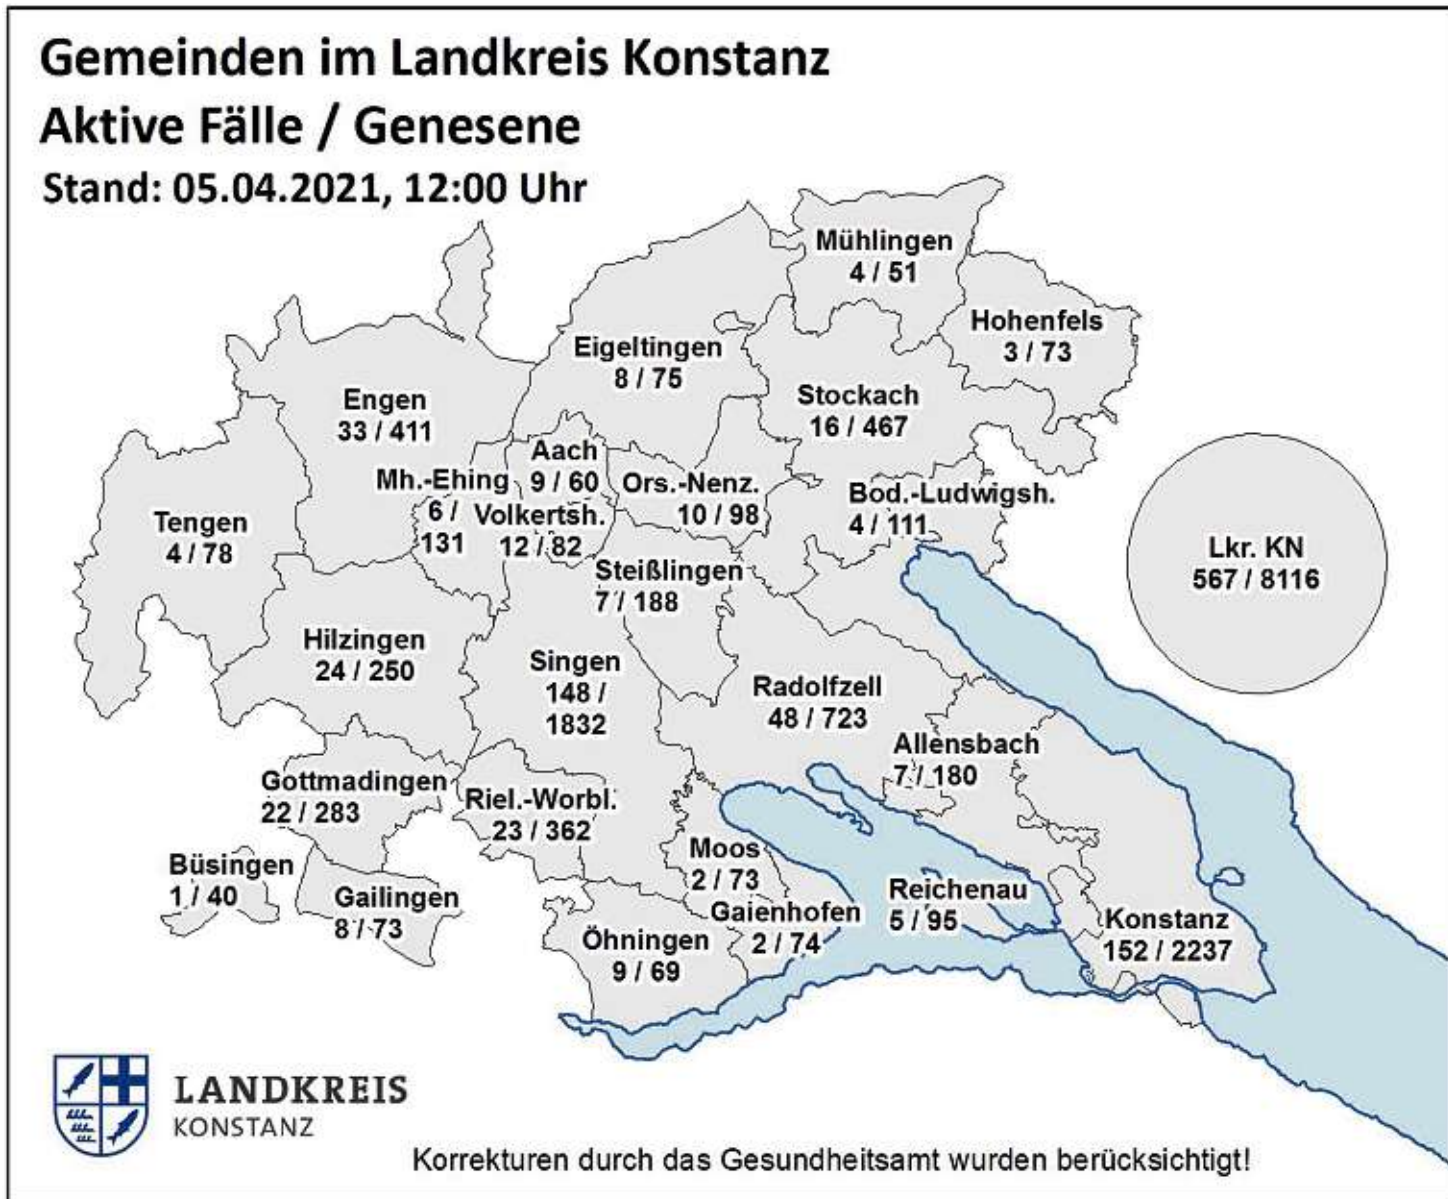 Gemeinden im Landkreis Konstanz
Aktive Fälle / Genesene
Stand: 05.04.2021, 12:00 Uhr
Mühlingen
4 / 51
Hohenfels
3 / 73
Eigeltingen
8 / 75
Stockach
16 / 467
Engen
33 / 411
Aach
9 / 60
Mh.-Ehing
6 /
131
Volkertsh.
12 / 82
Ors.-Nenz.
10 / 98
Bod.-Ludwigsh.
4 / 111
Tengen
4 / 78
Steißlingen
7 / 188
Lkr. KN
567 / 8116
Hilzingen
24 / 250
Singen
148 /
1832
Radolfzell
48 / 723
Allensbach
7 / 180
Gottmadingen
22 / 283
Riel.-Worbl.
23 / 362
Moos
2 / 73
Büsingen
1 / 40
Gailingen
8 / 73
Reichenau
5 / 95
Gaienhofen
2 / 74
Konstanz
152 / 2237
Öhningen
9 / 69
LANDKREIS
KONSTANZ
Korrekturen durch das Gesundheitsamt wurden berücksichtigt!